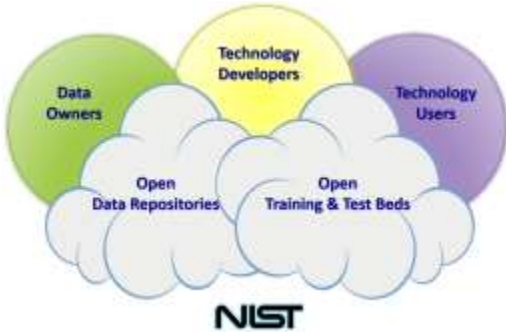 Technology
Developers
Data
Owners
Technology
Users
Open
Data Repositories
Open
Training & Test Beds
NIST